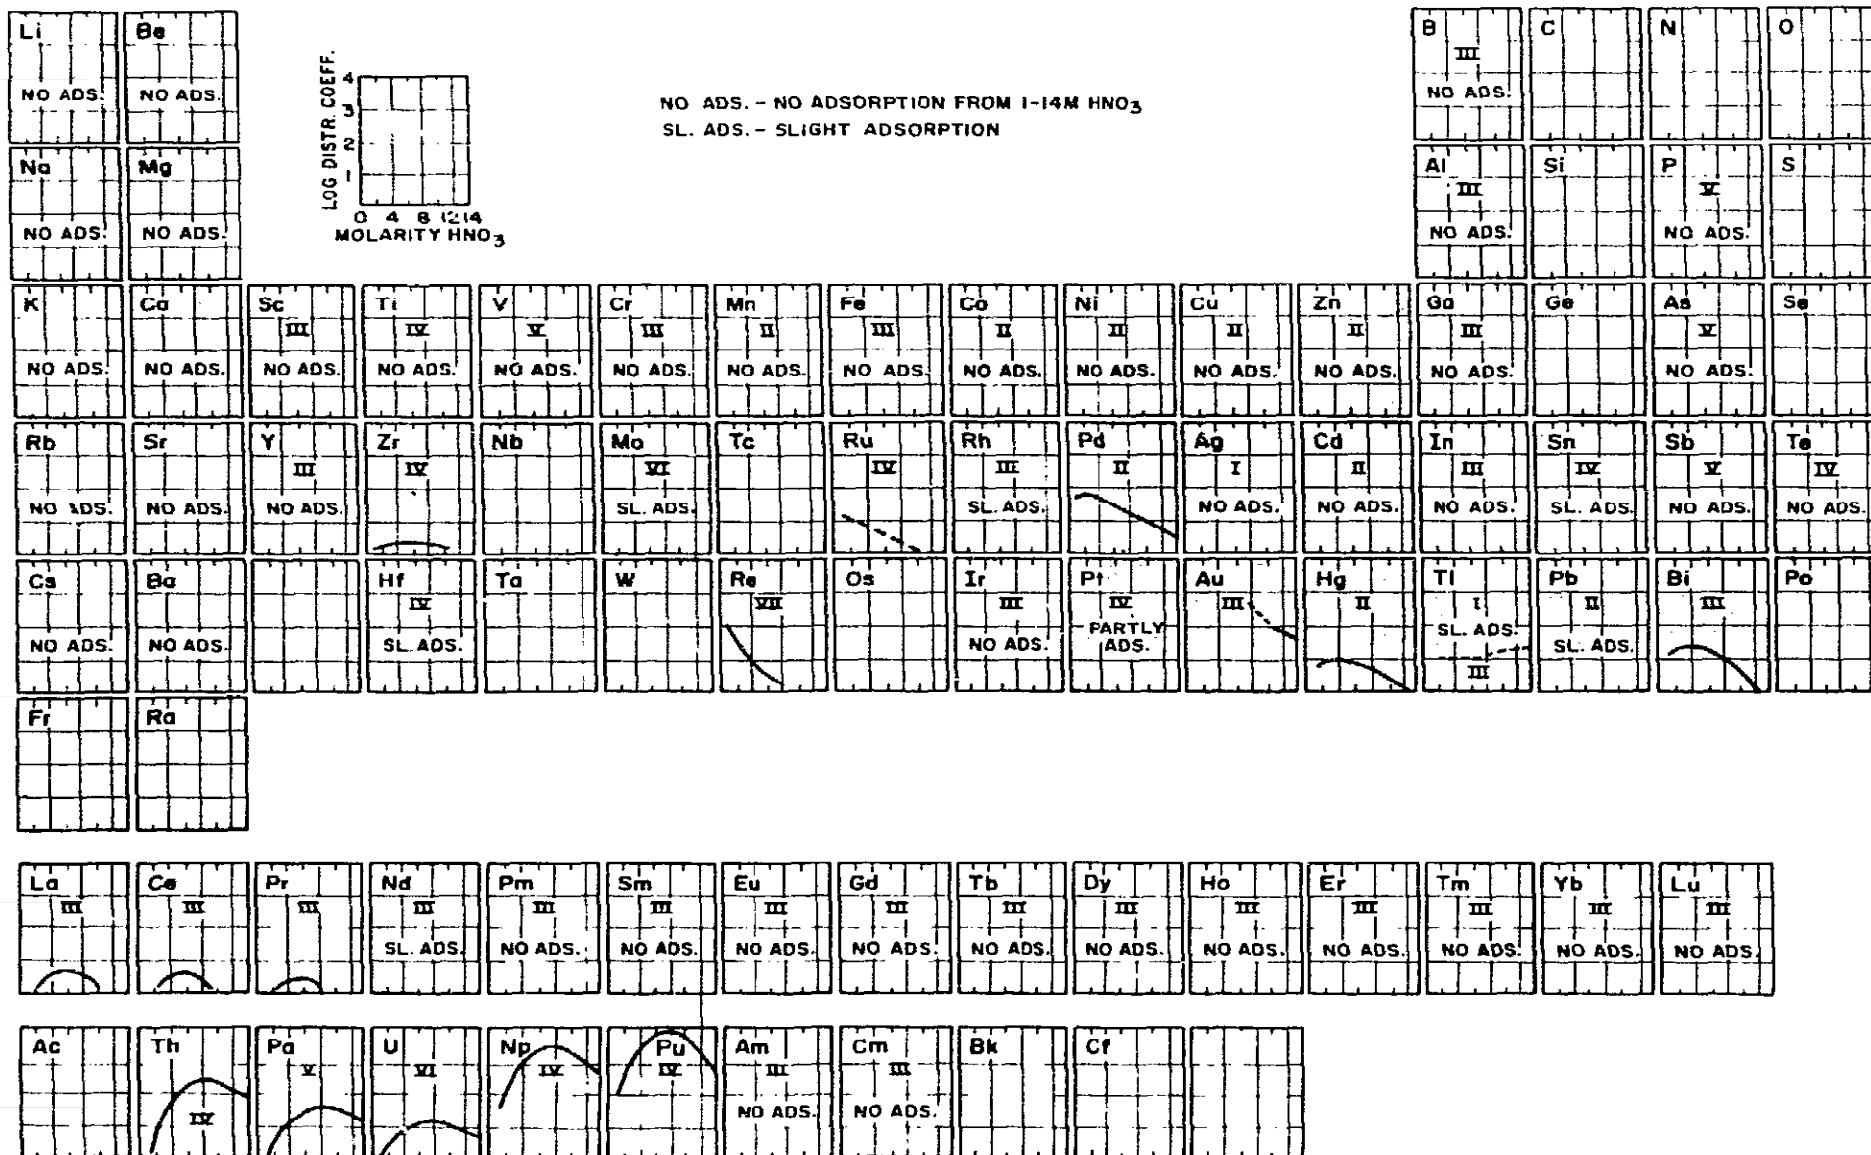 Li Be B C N O
III
NO ADS. NO ADS. NO ADS.
LOG DISTR. COEFF.
4
3
2
1
0 4 8 12 14
MOLARITY HNO3
NO ADS. - NO ADSORPTION FROM 1-14M HNO3
SL. ADS. - SLIGHT ADSORPTION
Na Mg Al Si P S
III V
NO ADS. NO ADS. NO ADS. NO ADS.
K Ca Sc Ti V Cr Mn Fe Co Ni Cu Zn Ga Ge As Se
III IV V III II III II II II II III V
NO ADS. NO ADS. NO ADS. NO ADS. NO ADS. NO ADS. NO ADS. NO ADS. NO ADS. NO ADS. NO ADS. NO ADS. NO ADS. NO ADS.
Rb Sr Y Zr Nb Mo Tc Ru Rh Pd Ag Cd In Sn Sb Te
III IV VI IV III II I II III IV V IV
NO ADS. NO ADS. NO ADS. SL. ADS. SL. ADS. NO ADS. NO ADS. NO ADS. SL. ADS. NO ADS. NO ADS.
Cs Ba Hf Ta W Re Os Ir Pt Au Hg Tl Pb Bi Po
IV VII III IV III II I II III
NO ADS. NO ADS. SL. ADS. NO ADS. PARTLY ADS. SL. ADS. SL. ADS.
III
Fr Ra
La Ce Pr Nd Pm Sm Eu Gd Tb Dy Ho Er Tm Yb Lu
III III III III III III III III III III III III III III III
SL. ADS. NO ADS. NO ADS. NO ADS. NO ADS. NO ADS. NO ADS. NO ADS. NO ADS. NO ADS. NO ADS. NO ADS.
Ac Th Pa U Np Pu Am Cm Bk Cf
IV V VI IV IV III III
NO ADS. NO ADS.